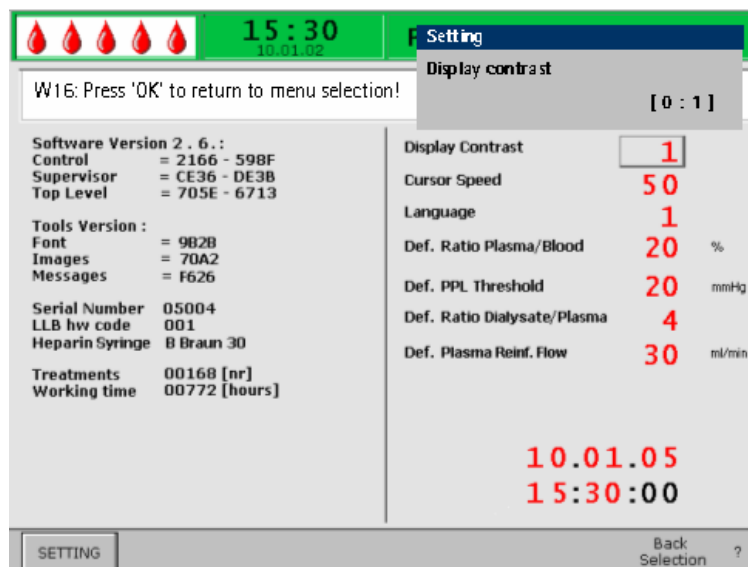 15:30
10.01.02
Setting
Display contrast
[0:1]
W16: Press 'OK' to return to menu selection!
Software Version 2.6.:
Control = 2166 - 598F
Supervisor = CE36 - DE3B
Top Level = 705E - 6713
Tools Version :
Font = 9B2B
Images = 70A2
Messages = F626
Serial Number 05004
LLB hw code 001
Heparin Syringe B Braun 30
Treatments 00168 [nr]
Working time 00772 [hours]
Display Contrast 1
Cursor Speed 50
Language 1
Def. Ratio Plasma/Blood 20 %
Def. PPL Threshold 20 mmHg
Def. Ratio Dialysate/Plasma 4
Def. Plasma Reinf. Flow 30 ml/min
10.01.05
15:30:00
SETTING
Back
Selection
?